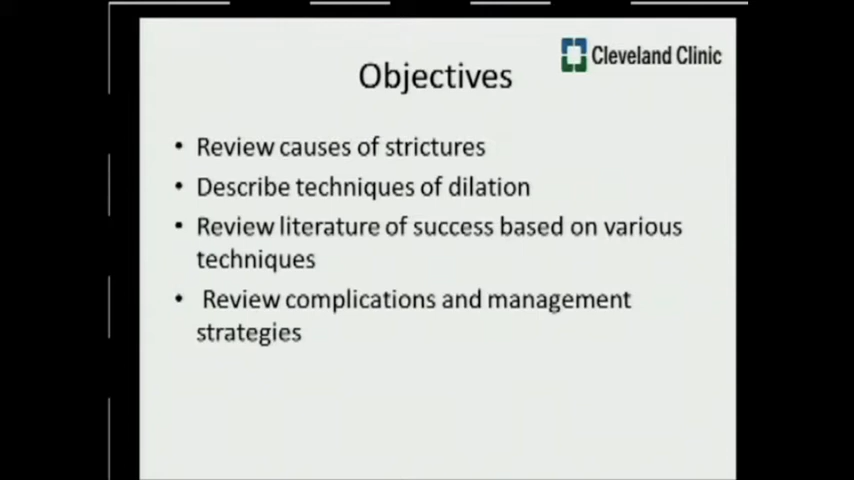 Cleveland Clinic
Objectives
• Review causes of strictures
• Describe techniques of dilation
• Review literature of success based on various
techniques
• Review complications and management
strategies